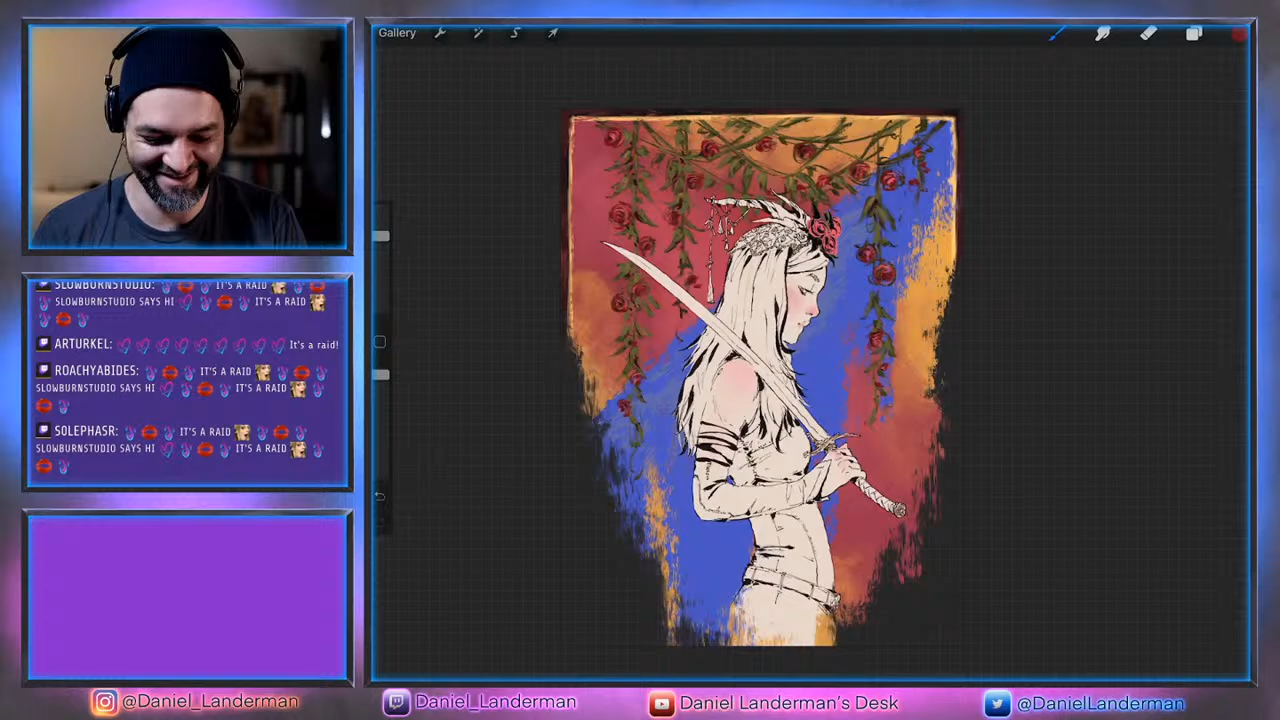 Gallery
SLOWBURNSTUDIO: IT'S A RAID
SLOWBURNSTUDIO SAYS HI IT'S A RAID
ARTURKEL: It's a raid!
ROACHYABIDES: IT'S A RAID
SLOWBURNSTUDIO SAYS HI IT'S A RAID
SOLEPHASR: IT'S A RAID
SLOWBURNSTUDIO SAYS HI IT'S A RAID
@Daniel_Landerman
Daniel_Landerman
Daniel Landerman's Desk
@DanielLanderman